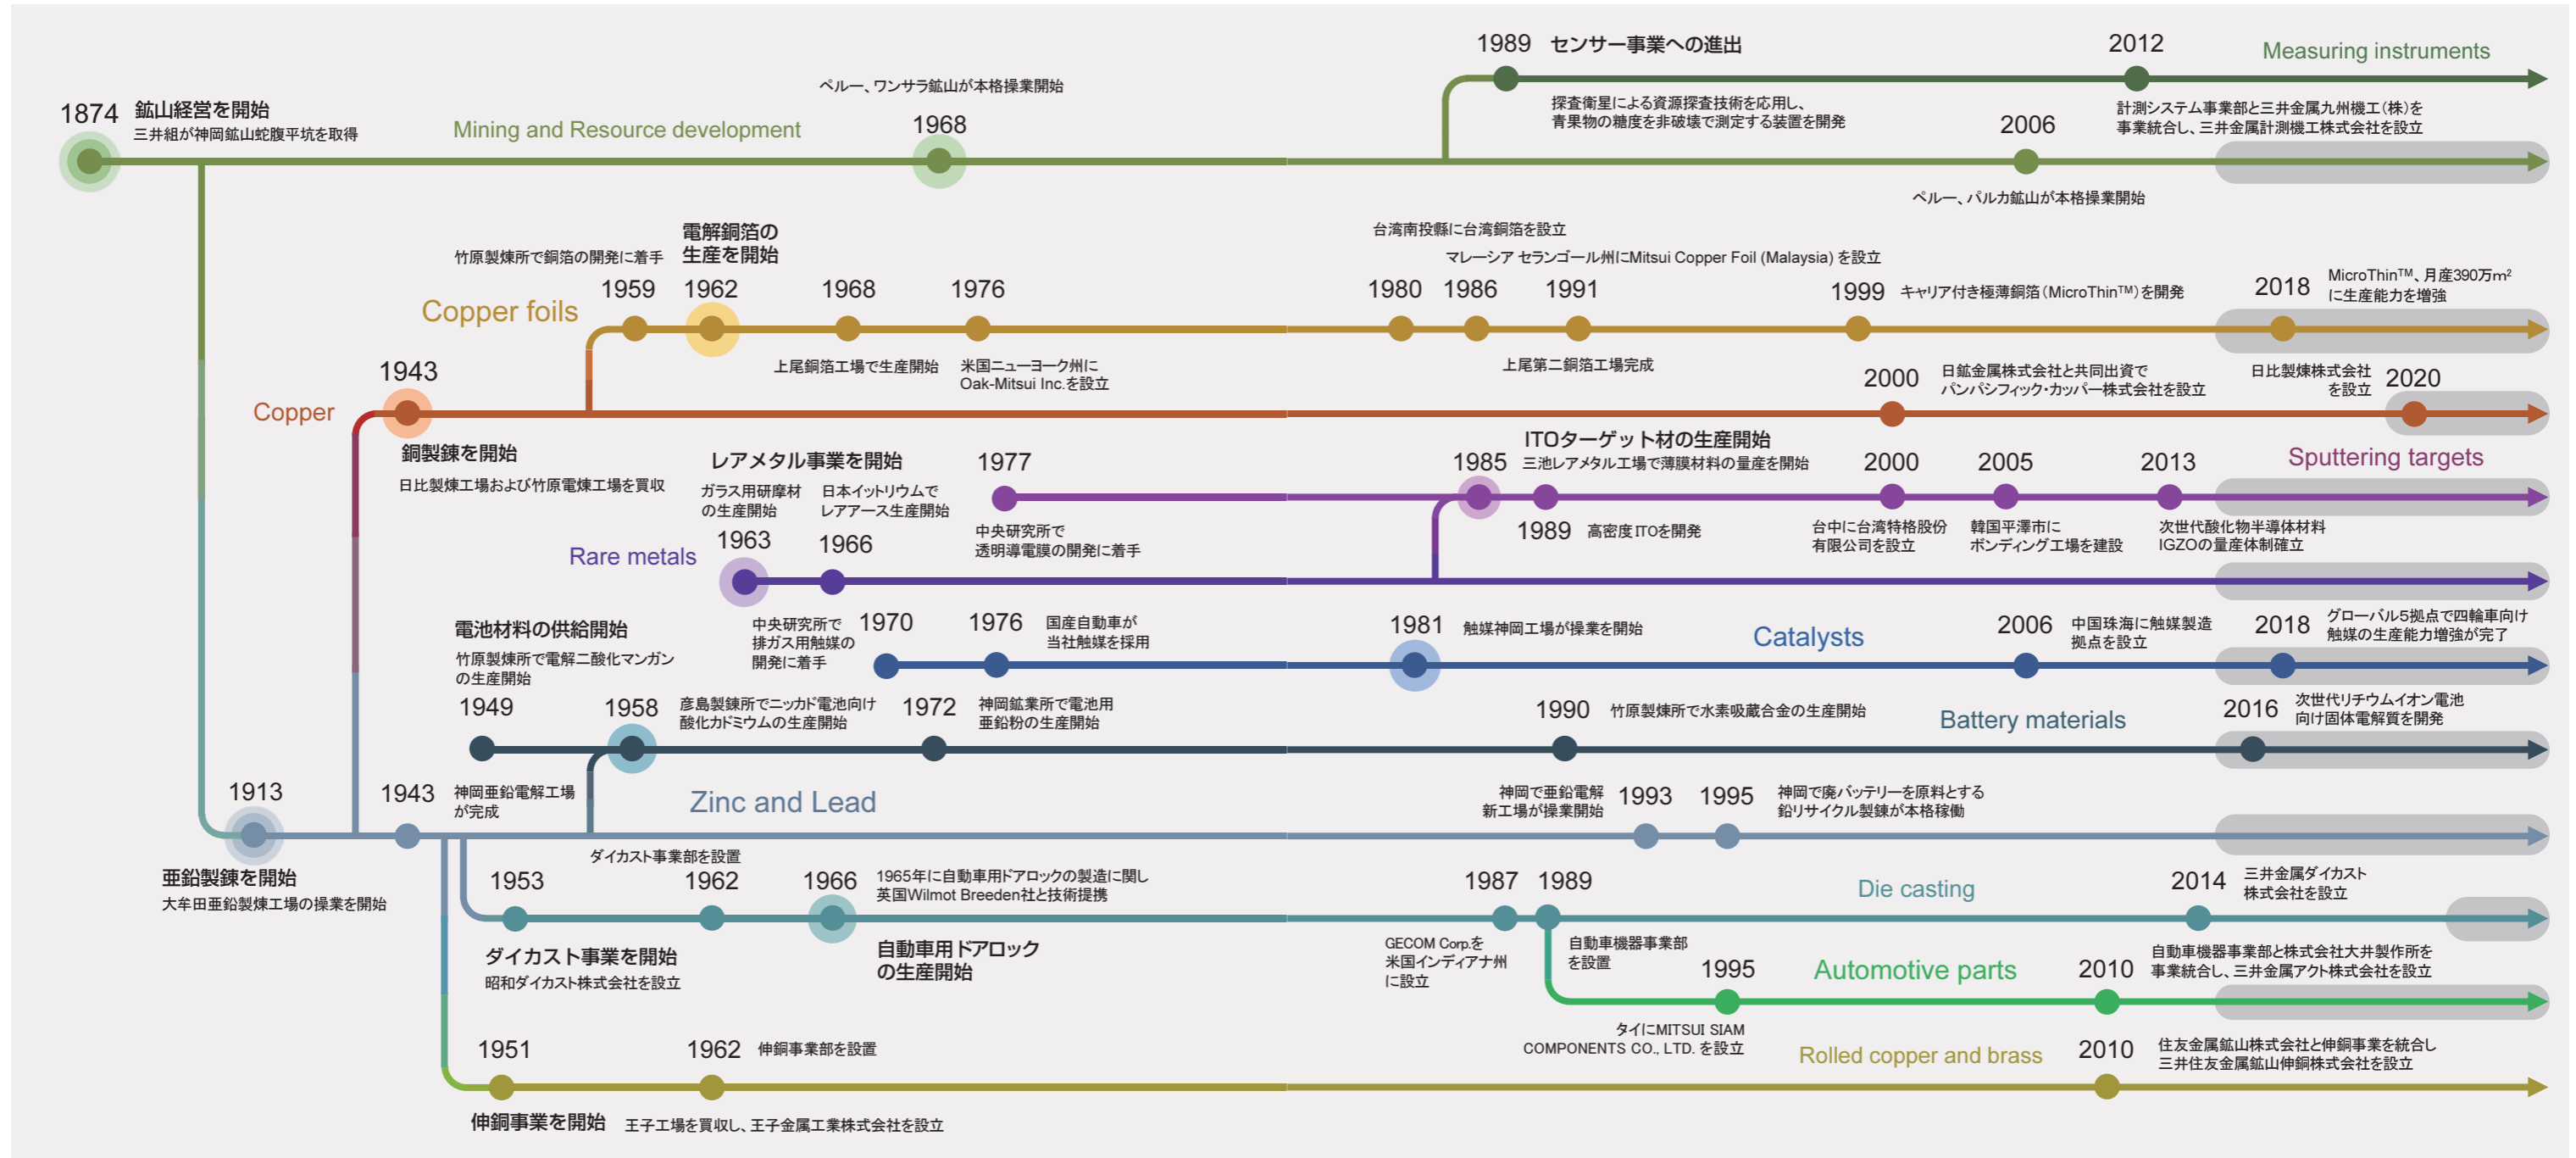 1989 センサー事業への進出
探査衛星による資源探査技術を応用し、
青果物の糖度を非破壊で測定する装置を開発
2012
Measuring instruments
計測システム事業部と三井金属九州機工（株）を
事業統合し、三井金属計測機工株式会社を設立
1874
鉱山経営を開始
三井組が神岡鉱山蛇腹平坑を取得
Mining and Resource development
ペルー、ワンサラ鉱山が本格操業開始
1968
2006
ペルー、パルカ鉱山が本格操業開始
Copper foils
竹原製煉所で銅箔の開発に着手
1959
電解銅箔の
生産を開始
1962
1968
上尾銅箔工場で生産開始
1976
米国ニューヨーク州に
Oak-Mitsui Inc.を設立
台湾南投縣に台湾銅箔を設立
1980
マレーシア セランゴール州にMitsui Copper Foil (Malaysia) を設立
1986
1991
上尾第二銅箔工場完成
1999
キャリア付き極薄銅箔（MicroThin™）を開発
2018
MicroThin™、月産390万m²
に生産能力を増強
Copper
1943
銅製錬を開始
日比製煉工場および竹原電煉工場を買収
2000
日鉱金属株式会社と共同出資で
パンパシフィック・カッパー株式会社を設立
日比製煉株式会社
を設立
2020
1977
中央研究所で
透明導電膜の開発に着手
1985
ITOターゲット材の生産開始
三池レアメタル工場で薄膜材料の量産を開始
1989 高密度ITOを開発
2000
台中に台湾特格股份
有限公司を設立
2005
韓国平澤市に
ボンディング工場を建設
2013
次世代酸化物半導体材料
IGZOの量産体制確立
Sputtering targets
レアメタル事業を開始
ガラス用研摩材
の生産開始
1963
日本イットリウムで
レアアース生産開始
1966
Rare metals
中央研究所で
排ガス用触媒の
開発に着手
1970
1976
国産自動車が
当社触媒を採用
1981
触媒神岡工場が操業を開始
Catalysts
2006
中国珠海に触媒製造
拠点を設立
2018
グローバル5拠点で四輪車向け
触媒の生産能力増強が完了
電池材料の供給開始
竹原製煉所で電解二酸化マンガン
の生産開始
1949
1958
彦島製錬所でニッカド電池向け
酸化カドミウムの生産開始
1972
神岡鉱業所で電池用
亜鉛粉の生産開始
1990
竹原製煉所で水素吸蔵合金の生産開始
Battery materials
2016
次世代リチウムイオン電池
向け固体電解質を開発
1913
亜鉛製錬を開始
大牟田亜鉛製煉工場の操業を開始
1943
神岡亜鉛電解工場
が完成
Zinc and Lead
神岡で亜鉛電解
新工場が操業開始
1993
1995
神岡で廃バッテリーを原料とする
鉛リサイクル製錬が本格稼働
1953
ダイカスト事業を開始
昭和ダイカスト株式会社を設立
ダイカスト事業部を設置
1962
1966
1965年に自動車用ドアロックの製造に関し
英国Wilmot Breeden社と技術提携
自動車用ドアロック
の生産開始
1987
GECOM Corp.を
米国インディアナ州
に設立
1989
自動車機器事業部
を設置
Die casting
2014
三井金属ダイカスト
株式会社を設立
1995
タイにMITSUI SIAM
COMPONENTS CO., LTD. を設立
Automotive parts
2010
自動車機器事業部と株式会社大井製作所を
事業統合し、三井金属アクト株式会社を設立
1951
伸銅事業を開始
王子工場を買収し、王子金属工業株式会社を設立
1962
伸銅事業部を設置
Rolled copper and brass
2010
住友金属鉱山株式会社と伸銅事業を統合し
三井住友金属鉱山伸銅株式会社を設立